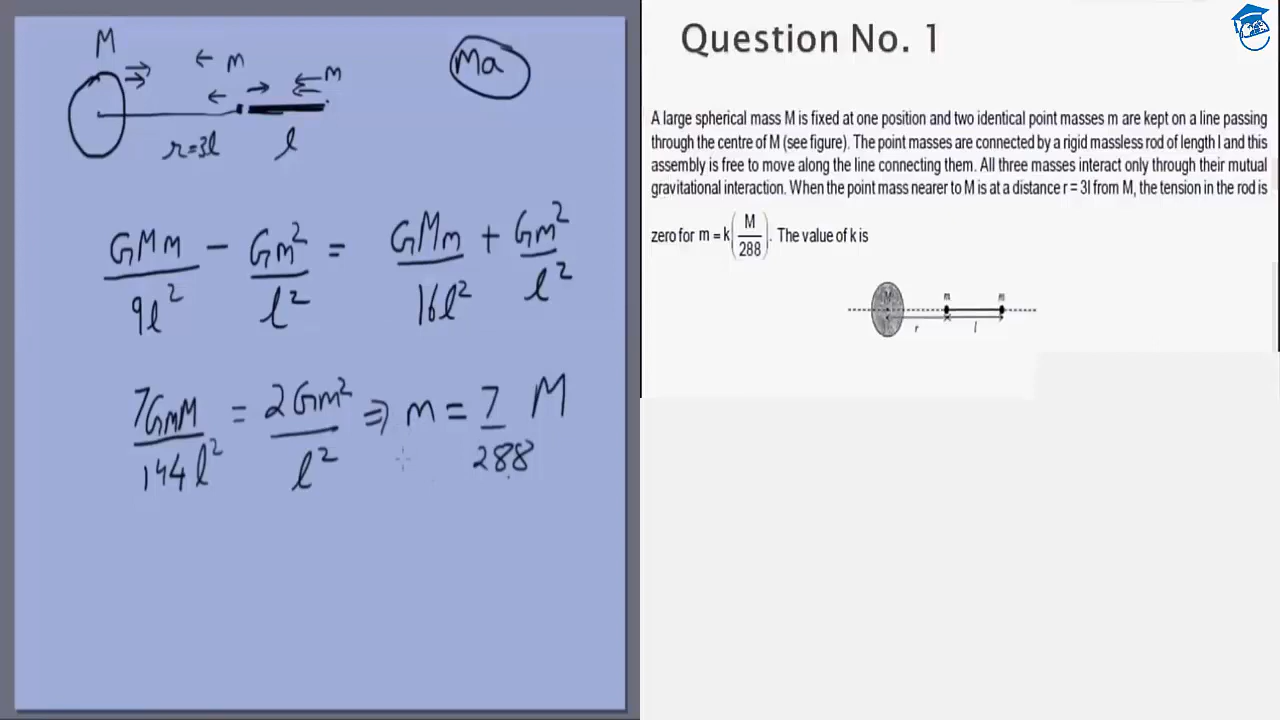 M
← m
←m
r=3l
l
Ma
GMm/9l² - Gm²/l² = GMm/16l² + Gm²/l²
7GmM/144l² = 2Gm²/l² ⇒ m = 7/288 M
Question No. 1
A large spherical mass M is fixed at one position and two identical point masses m are kept on a line passing
through the centre of M (see figure). The point masses are connected by a rigid massless rod of length l and this
assembly is free to move along the line connecting them. All three masses interact only through their mutual
gravitational interaction. When the point mass nearer to M is at a distance r = 3l from M, the tension in the rod is
zero for m = k(M/288). The value of k is
M
m
m
r
l